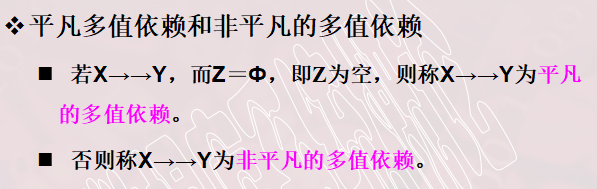 ❖平凡多值依赖和非平凡的多值依赖
■ 若X→→Y，而Z＝Φ，即Z为空，则称X→→Y为平凡
的多值依赖。
■ 否则称X→→Y为非平凡的多值依赖。